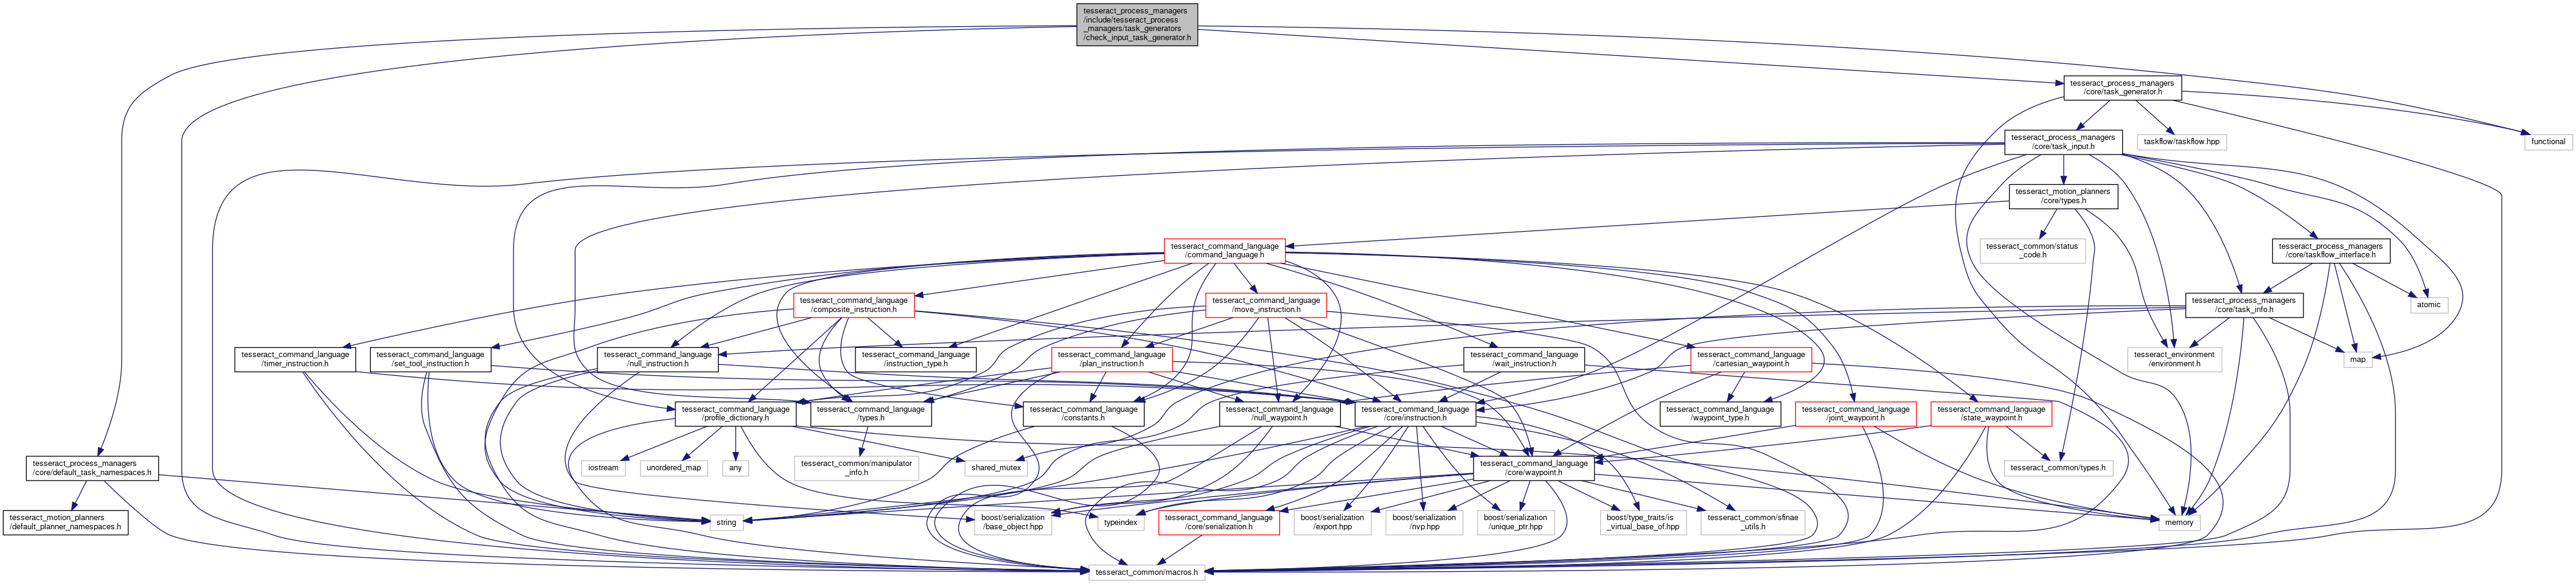 tesseract_process_managers
/include/tesseract_process
_managers/task_generators
/check_input_task_generator.h
tesseract_process_managers
/core/task_generator.h
tesseract_process_managers
/core/task_input.h
taskflow/taskflow.hpp
functional
tesseract_motion_planners
/core/types.h
tesseract_command_language
/command_language.h
tesseract_common/status
_code.h
tesseract_process_managers
/core/taskflow_interface.h
tesseract_command_language
/composite_instruction.h
tesseract_command_language
/move_instruction.h
tesseract_process_managers
/core/task_info.h
atomic
tesseract_command_language
/timer_instruction.h
tesseract_command_language
/set_tool_instruction.h
tesseract_command_language
/null_instruction.h
tesseract_command_language
/instruction_type.h
tesseract_command_language
/plan_instruction.h
tesseract_command_language
/wait_instruction.h
tesseract_command_language
/cartesian_waypoint.h
tesseract_environment
/environment.h
map
tesseract_command_language
/profile_dictionary.h
tesseract_command_language
/types.h
tesseract_command_language
/constants.h
tesseract_command_language
/null_waypoint.h
tesseract_command_language
/core/instruction.h
tesseract_command_language
/waypoint_type.h
tesseract_command_language
/joint_waypoint.h
tesseract_command_language
/state_waypoint.h
tesseract_process_managers
/core/default_task_namespaces.h
iostream
unordered_map
any
tesseract_common/manipulator
_info.h
shared_mutex
tesseract_command_language
/core/waypoint.h
tesseract_common/types.h
tesseract_motion_planners
/default_planner_namespaces.h
string
boost/serialization
/base_object.hpp
typeindex
tesseract_command_language
/core/serialization.h
boost/serialization
/export.hpp
boost/serialization
/nvp.hpp
boost/serialization
/unique_ptr.hpp
boost/type_traits/is
_virtual_base_of.hpp
tesseract_common/sfinae
_utils.h
memory
tesseract_common/macros.h